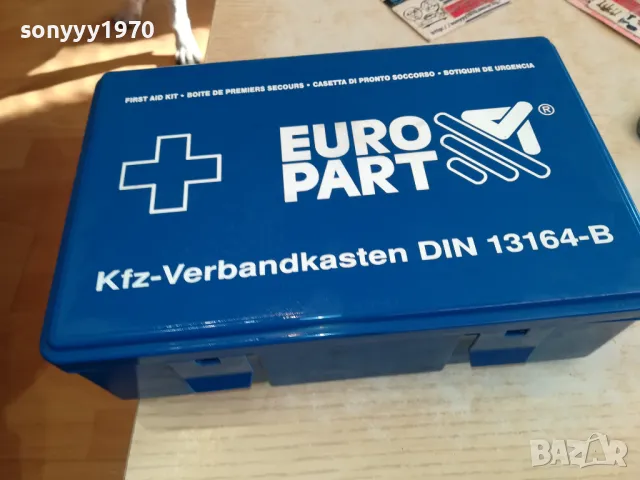 sonyyy1970
FIRST AID KIT • BOITE DE PREMIERS SECOURS • CASETTA DI PRONTO SOCCORSO • BOTIQUIN DE URGENCIA
EURO
PART
®
Kfz-Verbandkasten DIN 13164-B
BAZAR